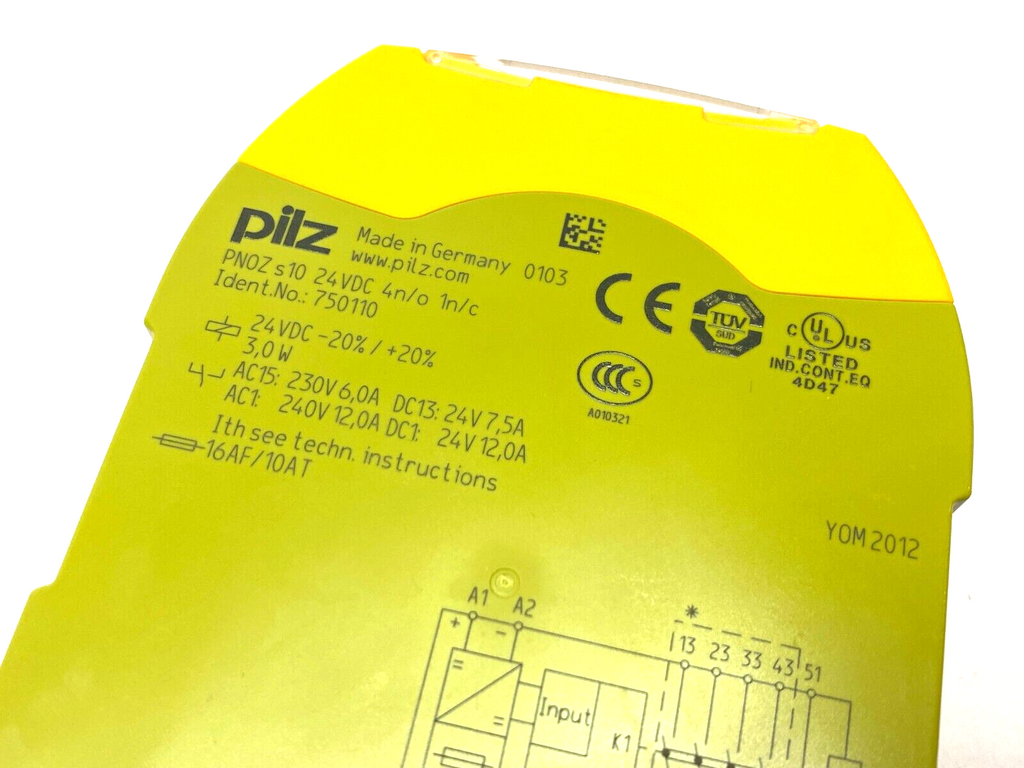 pilz
Made in Germany 0103
www.pilz.com
PNOZ s10 24VDC 4n/o 1n/c
Ident.No.: 750110
24VDC -20% / +20%
3,0 W
AC15: 230V 6,0A DC13: 24V 7,5A
AC1: 240V 12,0A DC1: 24V 12,0A
Ith see techn. instructions
16AF/10AT
CE
TÜV
SÜD
C UL US
LISTED
IND.CONT.EQ
4D47
CCC S
A010321
YOM 2012
A1 A2
+ -
*
13 23 33 43 51
=
=
Input
K1